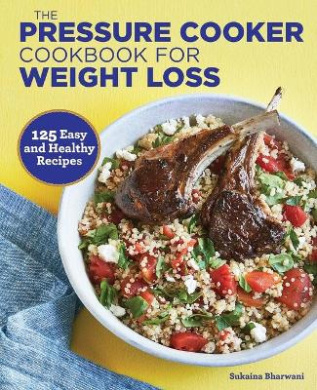 THE
PRESSURE COOKER
COOKBOOK FOR
WEIGHT LOSS
125 Easy
and Healthy
Recipes
Sukaina Bharwani